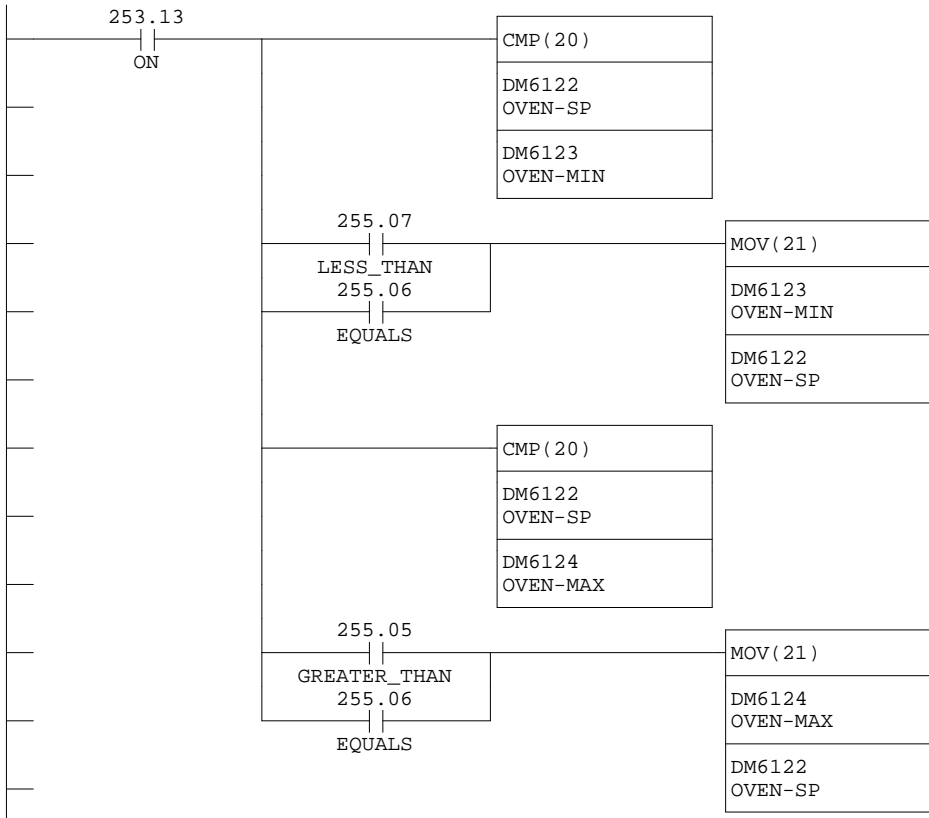 253.13
ON
CMP(20)
DM6122
OVEN-SP
DM6123
OVEN-MIN
255.07
LESS_THAN
255.06
EQUALS
MOV(21)
DM6123
OVEN-MIN
DM6122
OVEN-SP
CMP(20)
DM6122
OVEN-SP
DM6124
OVEN-MAX
255.05
GREATER_THAN
255.06
EQUALS
MOV(21)
DM6124
OVEN-MAX
DM6122
OVEN-SP